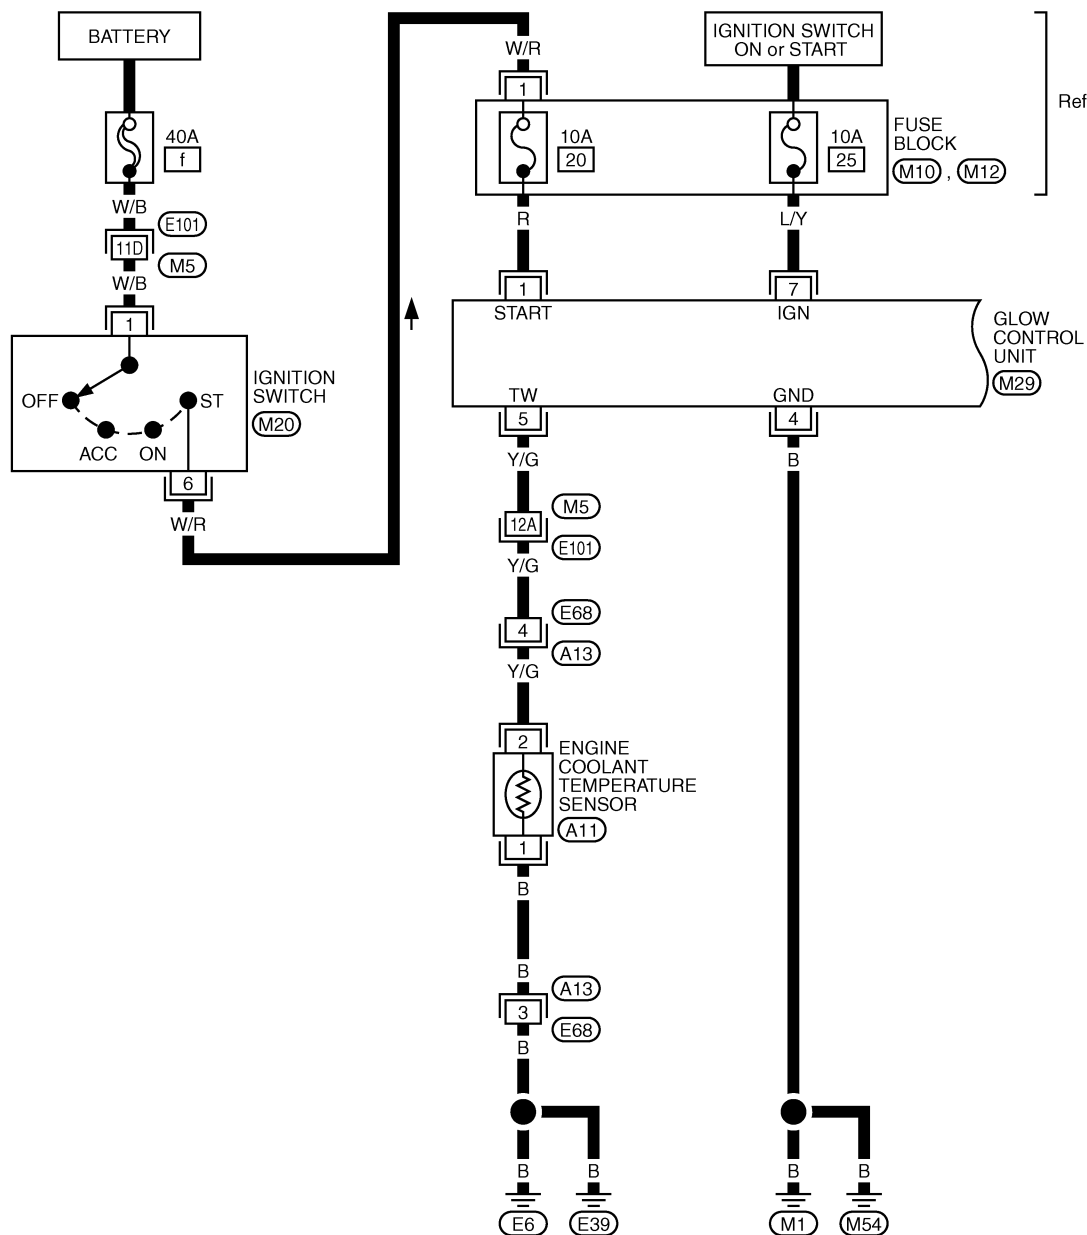 BATTERY
40A
f
W/B
E101
11D
M5
W/B
1
OFF
ST
ACC
ON
IGNITION
SWITCH
M20
6
W/R
W/R
1
IGNITION SWITCH
ON or START
Ref
10A
20
10A
25
FUSE
BLOCK
M10 , M12
R
L/Y
1
7
START
IGN
GLOW
CONTROL
UNIT
M29
TW
GND
5
4
Y/G
B
M5
12A
E101
Y/G
E68
4
A13
Y/G
2
ENGINE
COOLANT
TEMPERATURE
SENSOR
A11
1
B
B
A13
3
E68
B
B
B
B
B
E6
E39
M1
M54